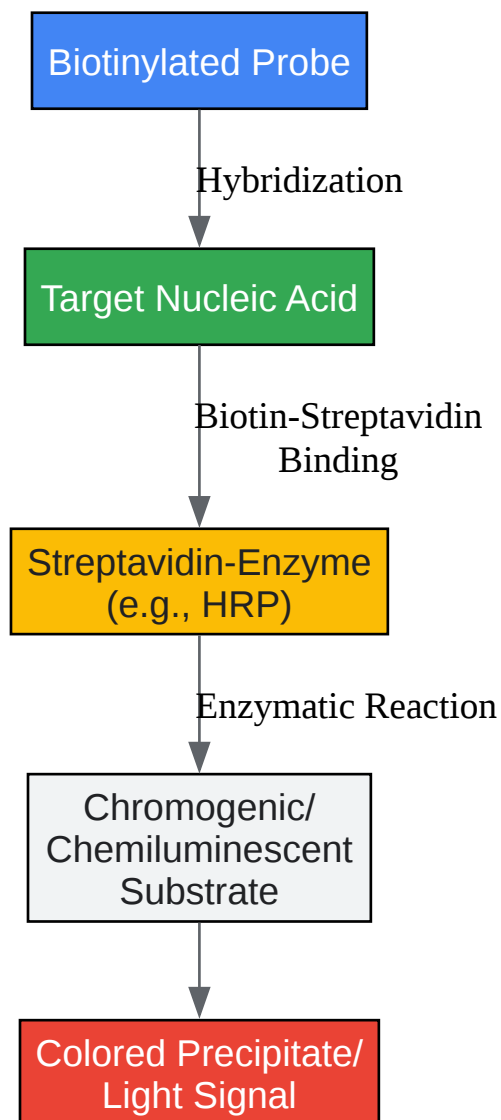 Biotinylated Probe
Hybridization
Target Nucleic Acid
Biotin-Streptavidin
Binding
Streptavidin-Enzyme
(e.g., HRP)
Enzymatic Reaction
Chromogenic/
Chemiluminescent
Substrate
Colored Precipitate/
Light Signal